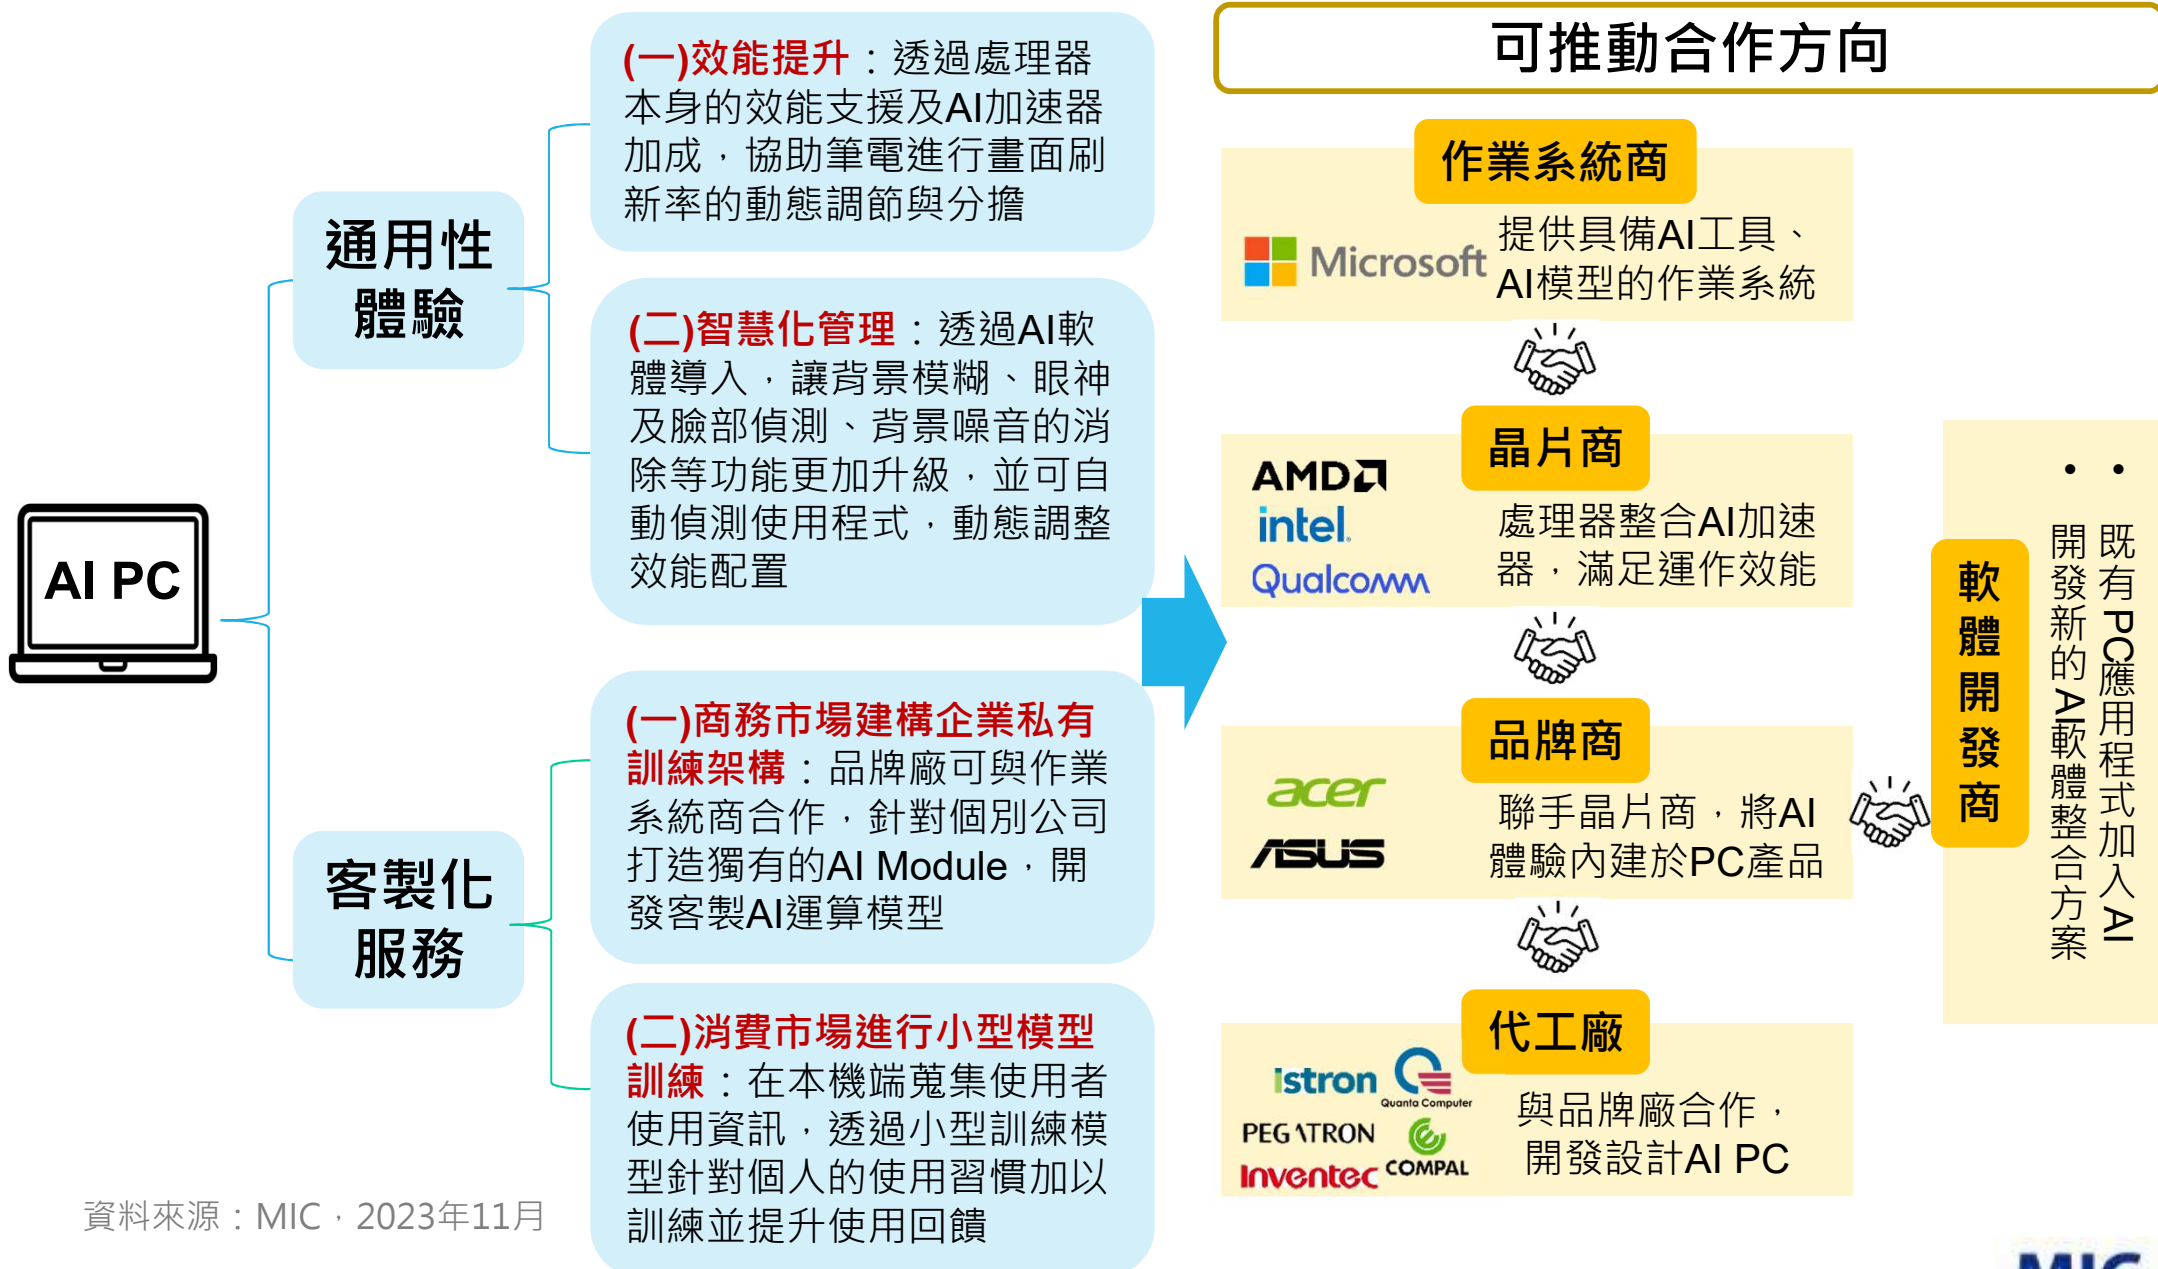 AI PC
通用性
體驗
(一)效能提升：透過處理器
本身的效能支援及AI加速器
加成，協助筆電進行畫面刷
新率的動態調節與分擔
(二)智慧化管理：透過AI軟
體導入，讓背景模糊、眼神
及臉部偵測、背景噪音的消
除等功能更加升級，並可自
動偵測使用程式，動態調整
效能配置
客製化
服務
(一)商務市場建構企業私有
訓練架構：品牌廠可與作業
系統商合作，針對個別公司
打造獨有的AI Module，開
發客製AI運算模型
(二)消費市場進行小型模型
訓練：在本機端蒐集使用者
使用資訊，透過小型訓練模
型針對個人的使用習慣加以
訓練並提升使用回饋
可推動合作方向
作業系統商
Microsoft
提供具備AI工具、
AI模型的作業系統
晶片商
AMD
intel.
Qualcomm
處理器整合AI加速
器，滿足運作效能
品牌商
acer
ASUS
聯手晶片商，將AI
體驗內建於PC產品
代工廠
istron
Quanta Computer
PEGATRON
COMPAL
Inventec
與品牌廠合作，
開發設計AI PC
軟體開發商
• 既有PC應用程式加入AI
• 開發新的AI軟體整合方案
資料來源：MIC，2023年11月
MIC